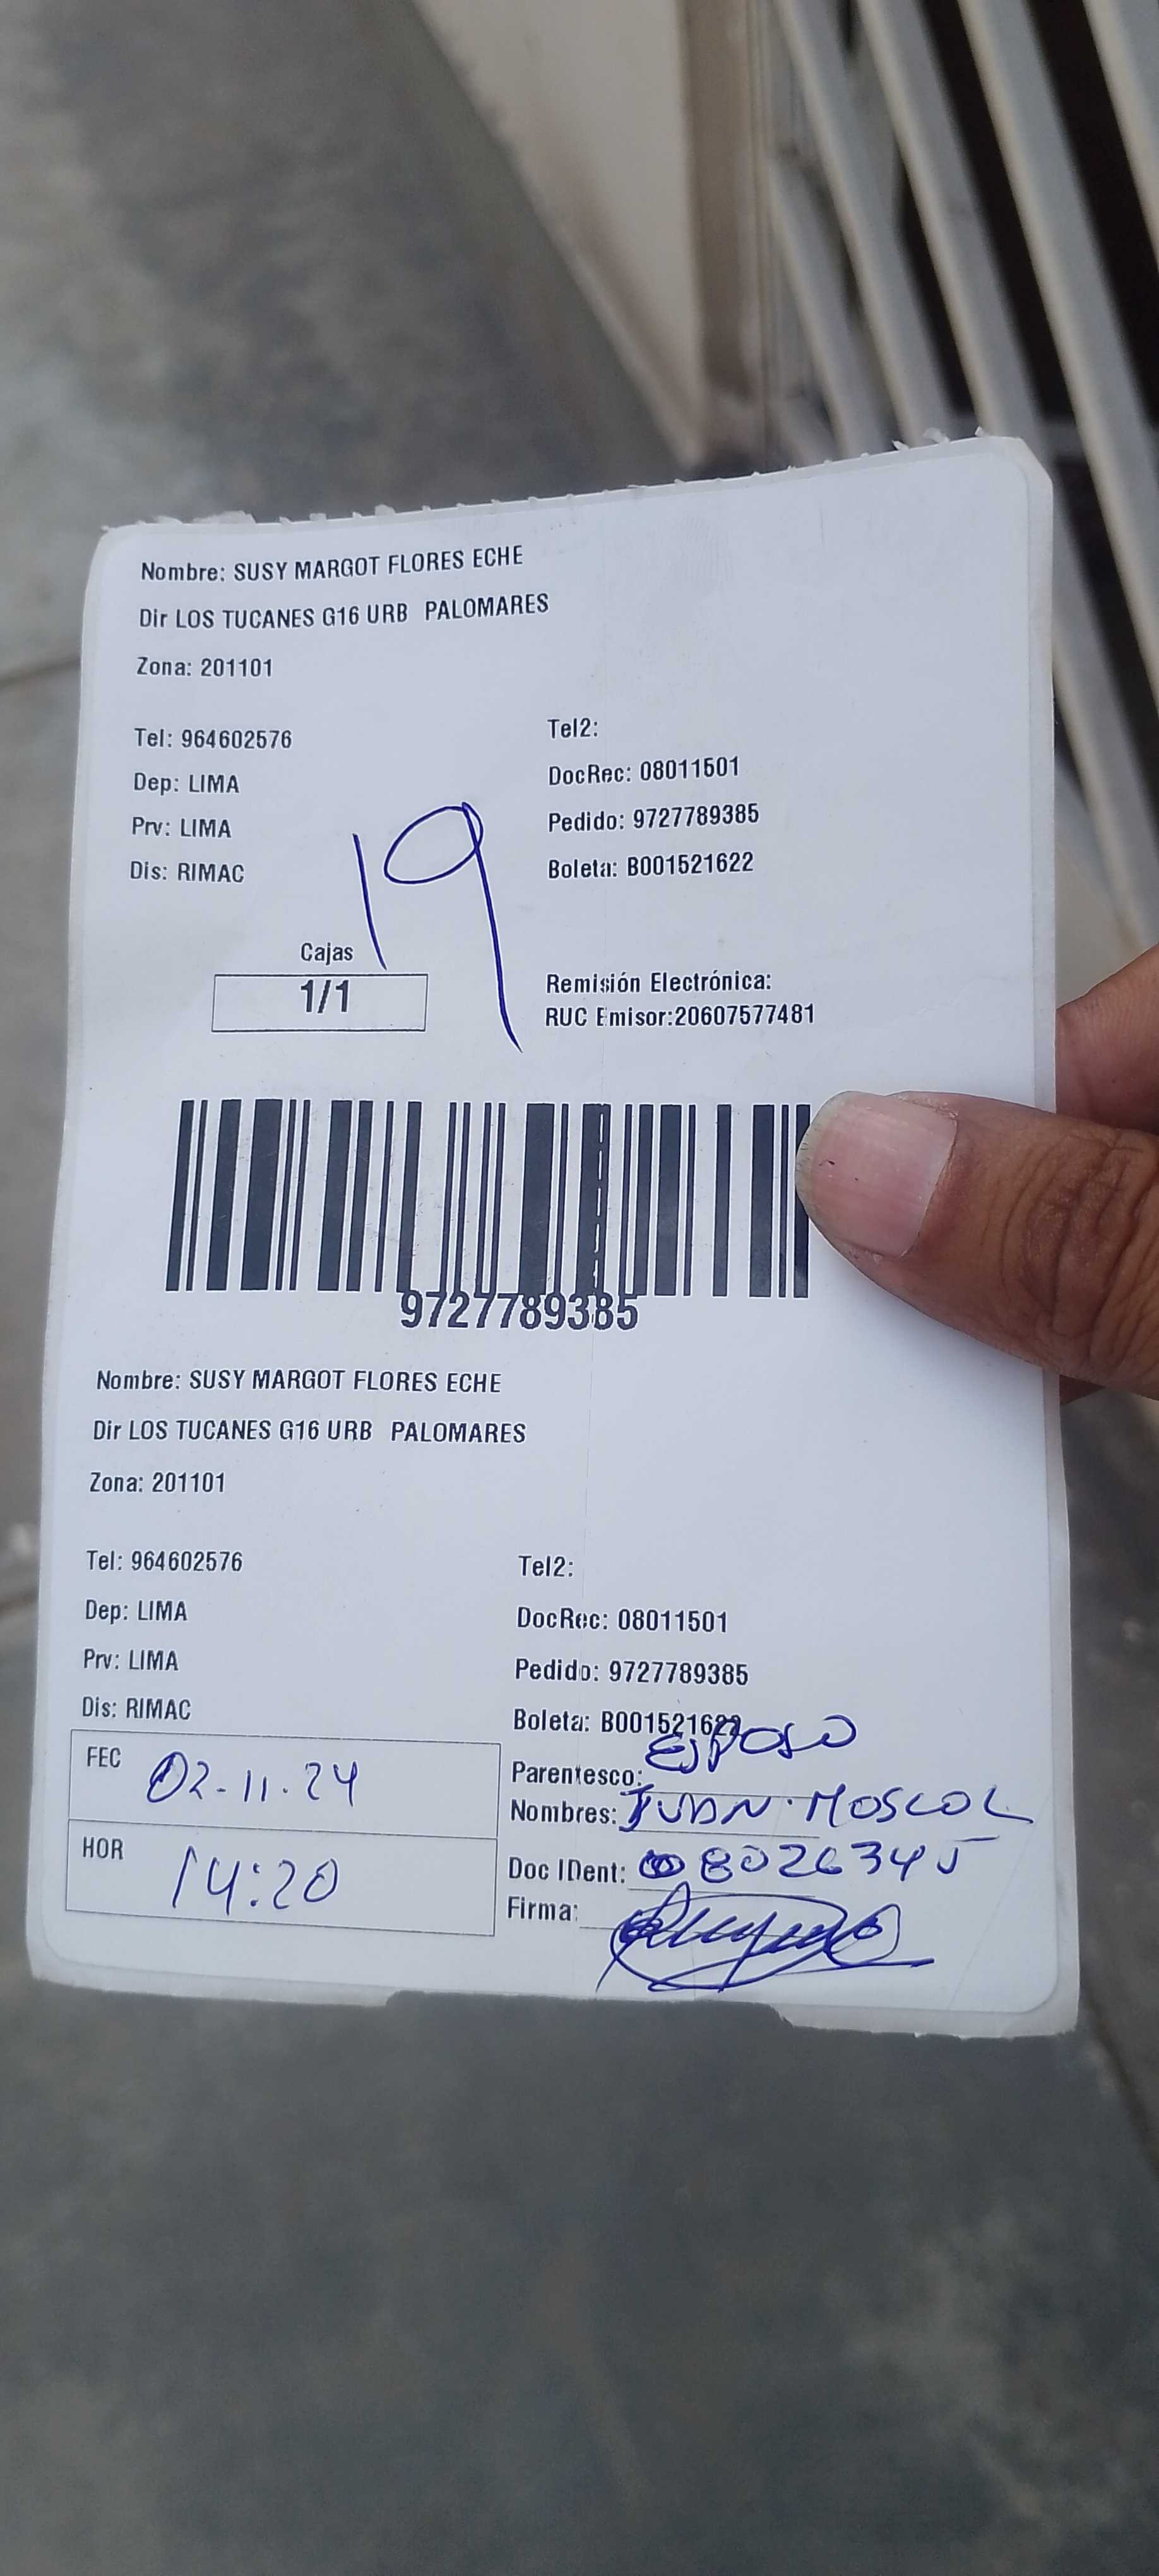 Nombre: SUSY MARGOT FLORES ECHE
Dir LOS TUCANES G16 URB PALOMARES
Zona: 201101
Tel: 964602576
Tel2:
Dep: LIMA
DocRec: 08011501
Prv: LIMA
Pedido: 9727789385
Dis: RIMAC
Boleta: B001521622
19
Cajas
1/1
Remisión Electrónica:
RUC Emisor:20607577481
9727789385
Nombre: SUSY MARGOT FLORES ECHE
Dir LOS TUCANES G16 URB PALOMARES
Zona: 201101
Tel: 964602576
Tel2:
Dep: LIMA
DocRec: 08011501
Prv: LIMA
Pedido: 9727789385
Dis: RIMAC
Boleta: B001521622
FEC 02-11-24
Parentesco: ESPOSO
Nombres: JUAN MOSCOL
HOR 14:20
Doc IDent: 08026345
Firma: